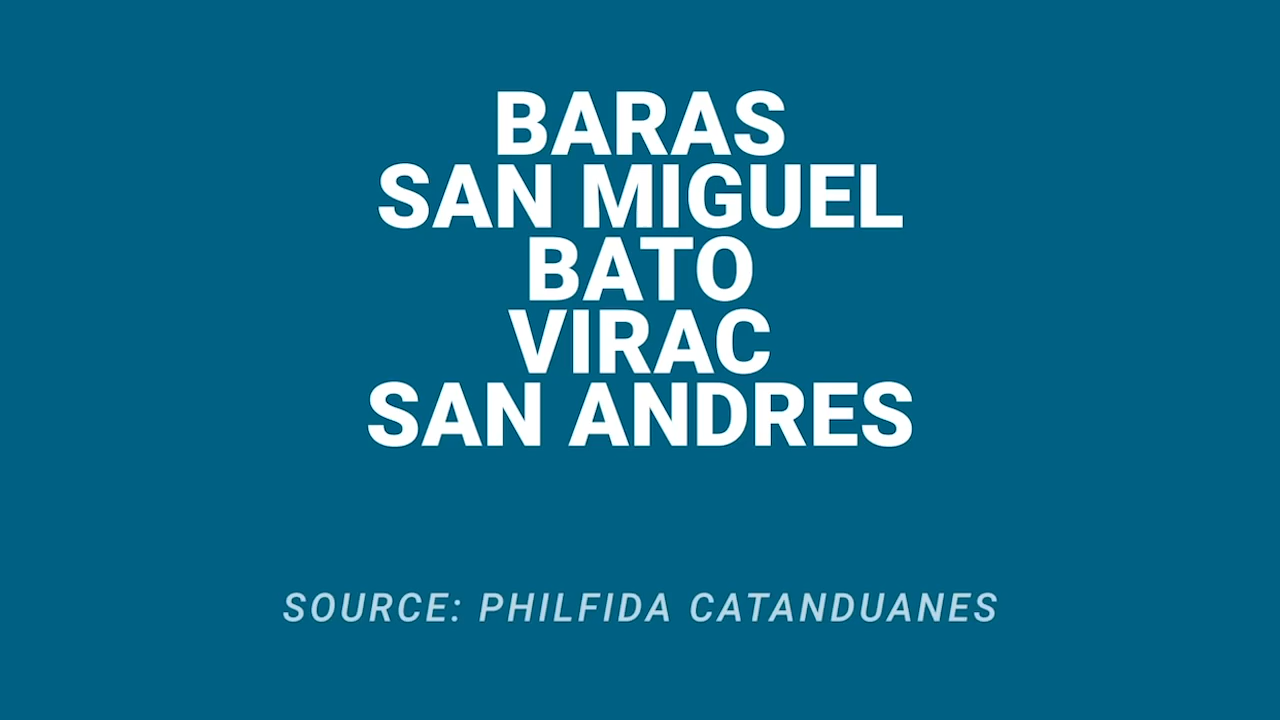 BARAS
SAN MIGUEL
BATO
VIRAC
SAN ANDRES
SOURCE: PHILFIDA CATANDUANES